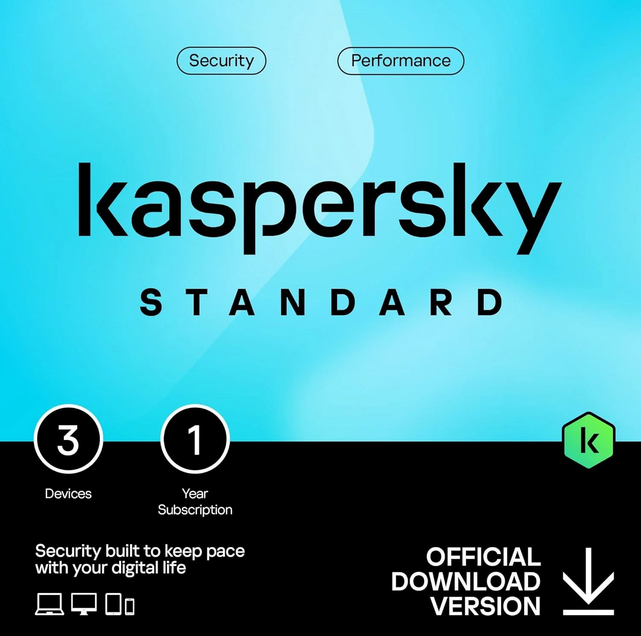 Security
Performance
kaspersky
STANDARD
3
Devices
1
Year
Subscription
k
Security built to keep pace
with your digital life
OFFICIAL
DOWNLOAD
VERSION